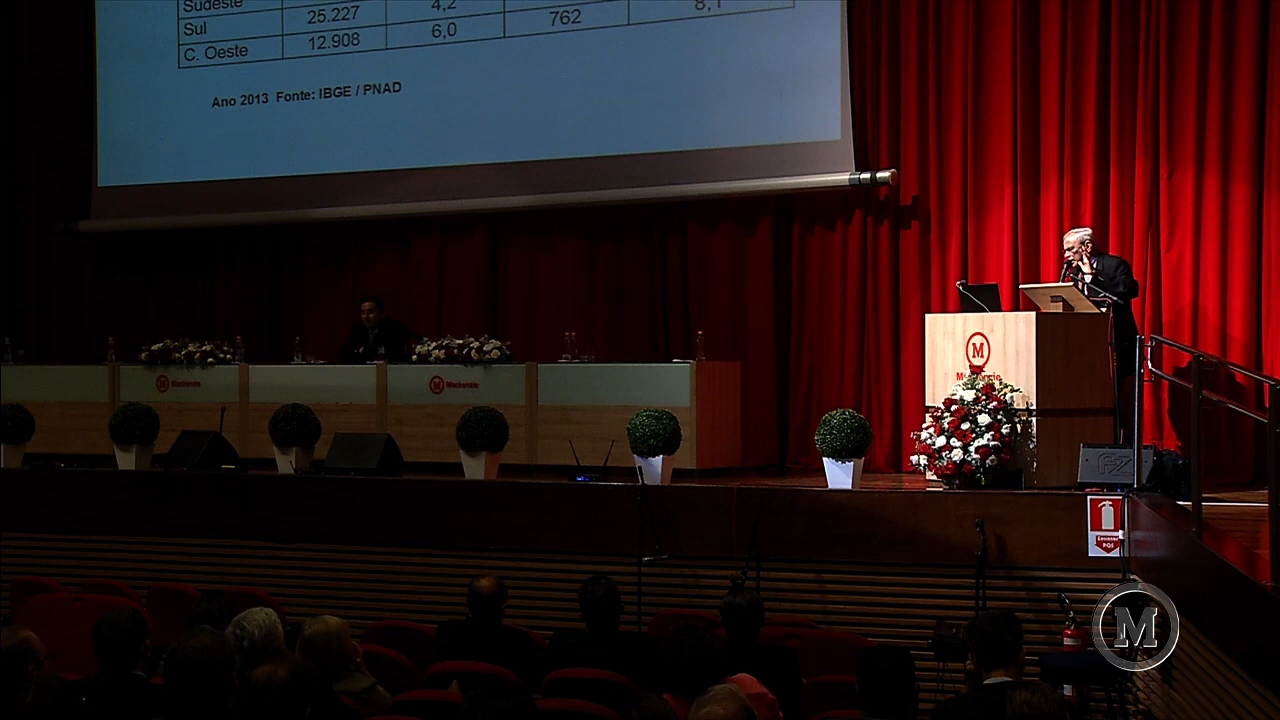 Sudeste 4,2 8,1
Sul 25.227 6,0 762
C. Oeste 12.908
Ano 2013 Fonte: IBGE / PNAD
M
Mackenzie
M Mackenzie
M Mackenzie
M